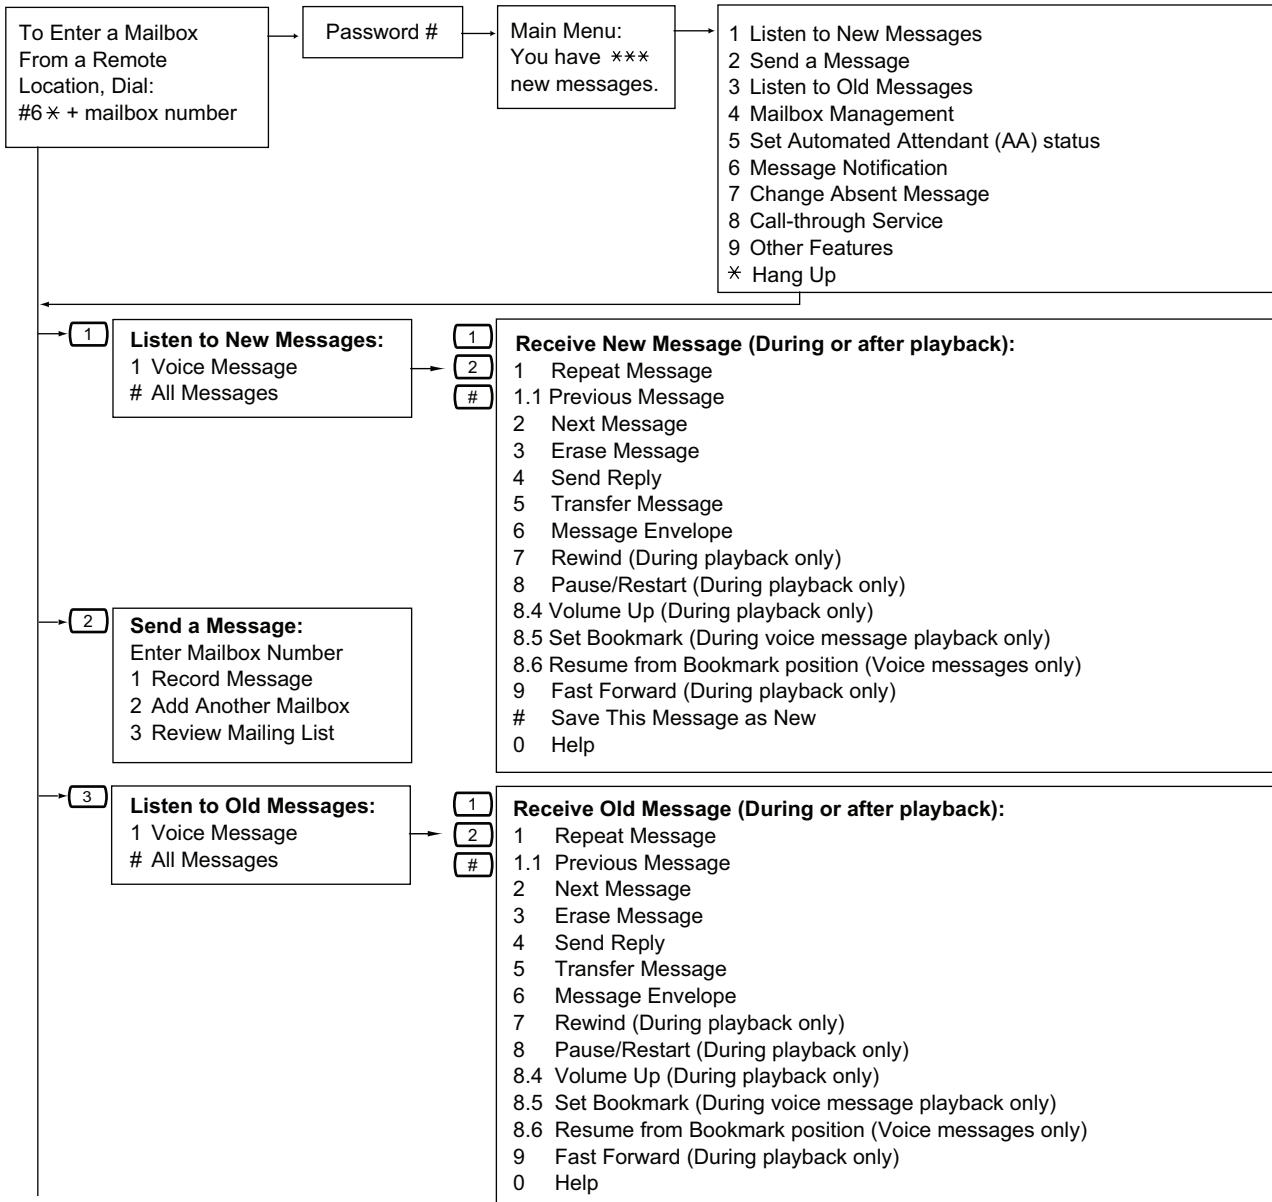 To Enter a Mailbox
From a Remote
Location, Dial:
#6* + mailbox number
Password #
Main Menu:
You have ***
new messages.
1 Listen to New Messages
2 Send a Message
3 Listen to Old Messages
4 Mailbox Management
5 Set Automated Attendant (AA) status
6 Message Notification
7 Change Absent Message
8 Call-through Service
9 Other Features
* Hang Up
1
Listen to New Messages:
1 Voice Message
# All Messages
1
2
#
Receive New Message (During or after playback):
1 Repeat Message
1.1 Previous Message
2 Next Message
3 Erase Message
4 Send Reply
5 Transfer Message
6 Message Envelope
7 Rewind (During playback only)
8 Pause/Restart (During playback only)
8.4 Volume Up (During playback only)
8.5 Set Bookmark (During voice message playback only)
8.6 Resume from Bookmark position (Voice messages only)
9 Fast Forward (During playback only)
# Save This Message as New
0 Help
2
Send a Message:
Enter Mailbox Number
1 Record Message
2 Add Another Mailbox
3 Review Mailing List
3
Listen to Old Messages:
1 Voice Message
# All Messages
1
2
#
Receive Old Message (During or after playback):
1 Repeat Message
1.1 Previous Message
2 Next Message
3 Erase Message
4 Send Reply
5 Transfer Message
6 Message Envelope
7 Rewind (During playback only)
8 Pause/Restart (During playback only)
8.4 Volume Up (During playback only)
8.5 Set Bookmark (During voice message playback only)
8.6 Resume from Bookmark position (Voice messages only)
9 Fast Forward (During playback only)
0 Help